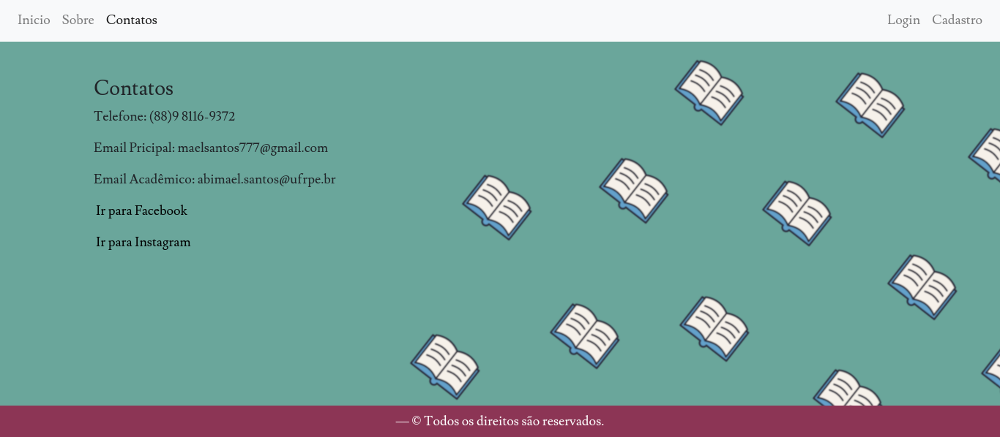 Inicio Sobre Contatos Login Cadastro
Contatos
Telefone: (88)9 8116-9372
Email Pricipal: maelsantos777@gmail.com
Email Acadêmico: abimael.santos@ufrpe.br
Ir para Facebook
Ir para Instagram
— © Todos os direitos são reservados.